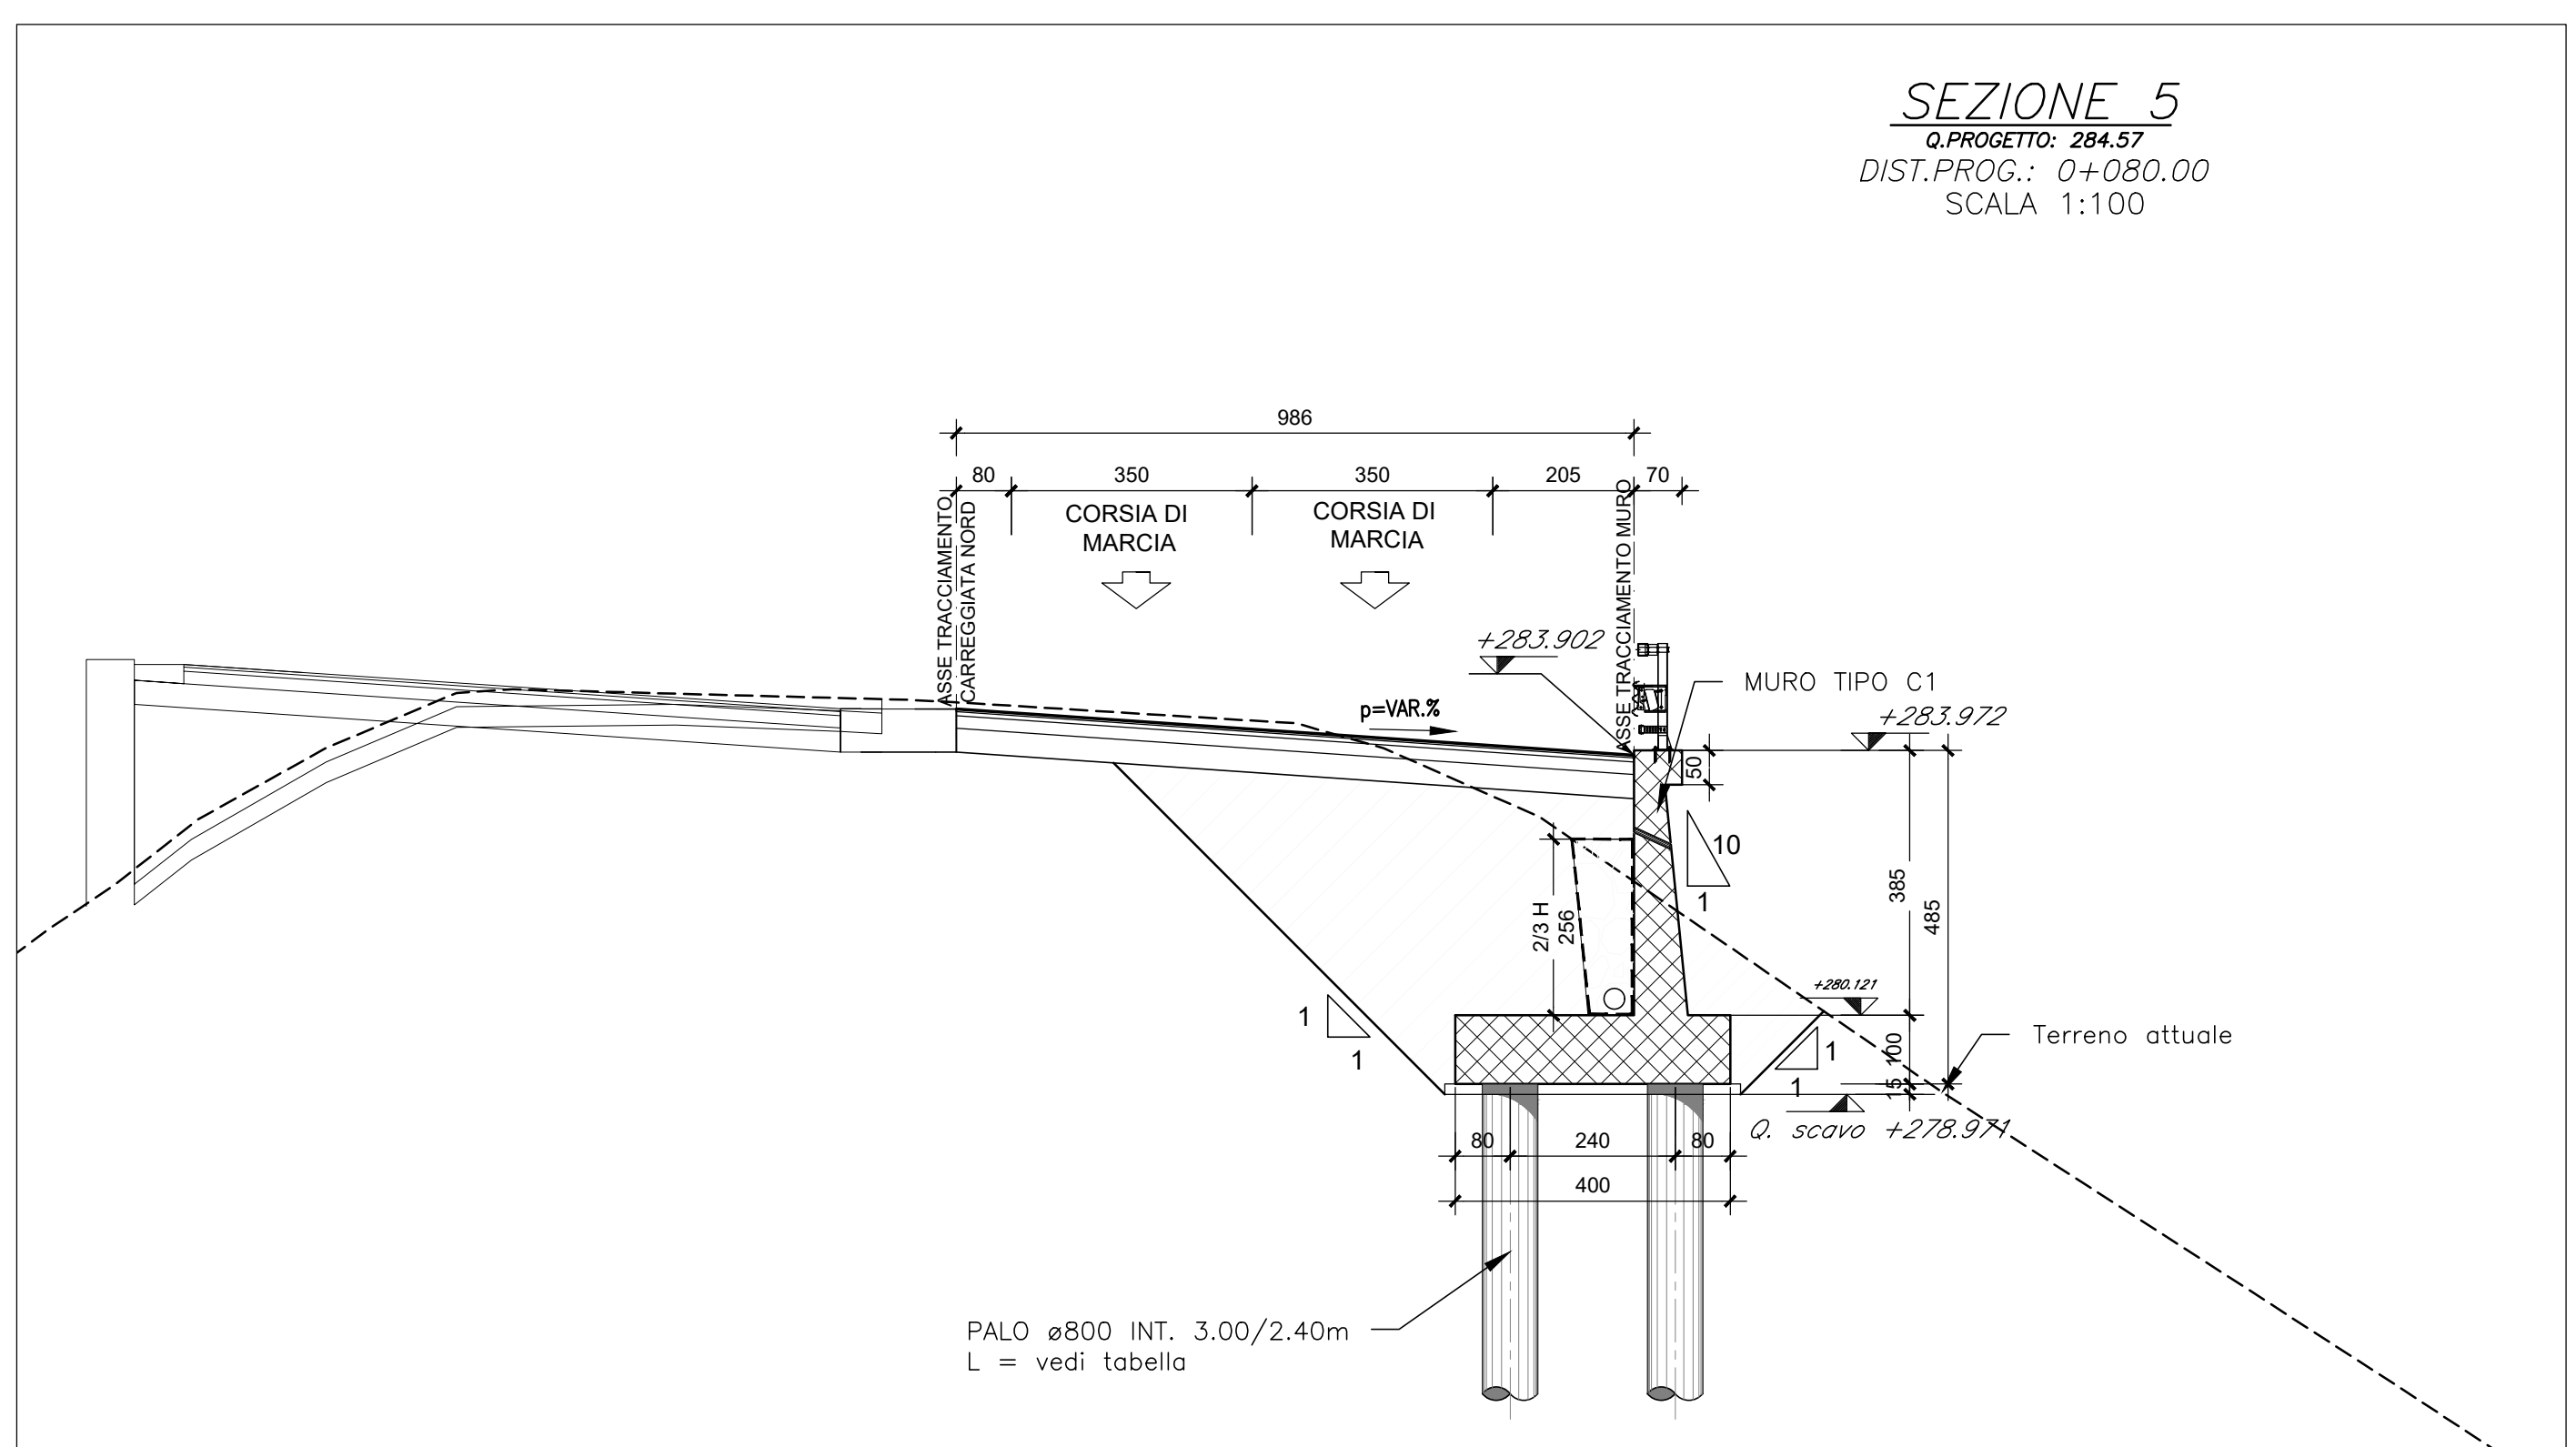 SEZIONE 5
Q.PROGETTO: 284.57
DIST.PROG.: 0+080.00
SCALA 1:100
986
80
350
350
205
70
ASSE TRACCIAMENTO
CARREGGIATA NORD
CORSIA DI
MARCIA
CORSIA DI
MARCIA
ASSE TRACCIAMENTO MURO
+283.902
p=VAR.%
MURO TIPO C1
+283.972
50
10
1
2/3 H
256
385
485
+280.121
1
1
1
1
100
15
Terreno attuale
Q. scavo +278.971
80
240
80
400
PALO ø800 INT. 3.00/2.40m
L = vedi tabella